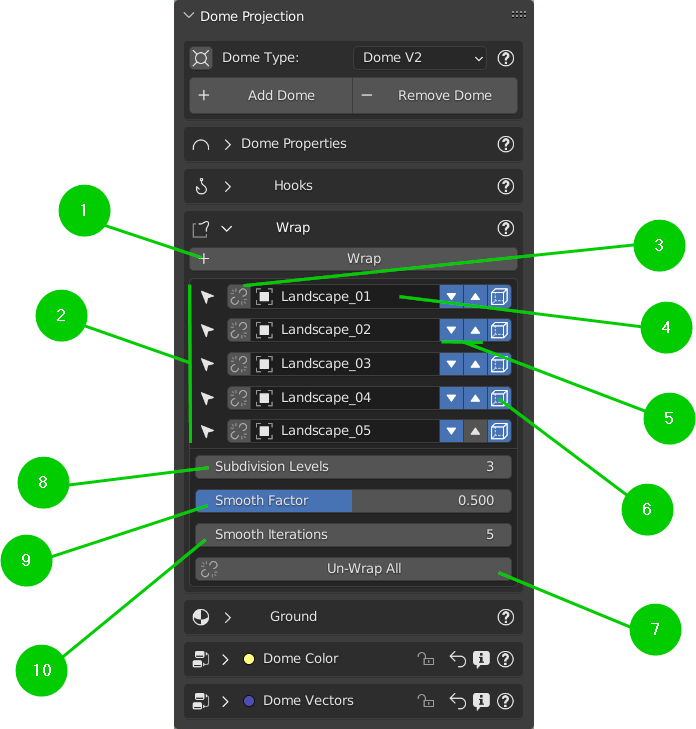 Dome Projection
Dome Type: Dome V2
+ Add Dome − Remove Dome
Dome Properties
Hooks
1
Wrap
3
+ Wrap
2
Landscape_01
4
Landscape_02
Landscape_03
5
Landscape_04
Landscape_05
8
Subdivision Levels 3
6
Smooth Factor 0.500
9
Smooth Iterations 5
Un-Wrap All
7
Ground
10
Dome Color
Dome Vectors